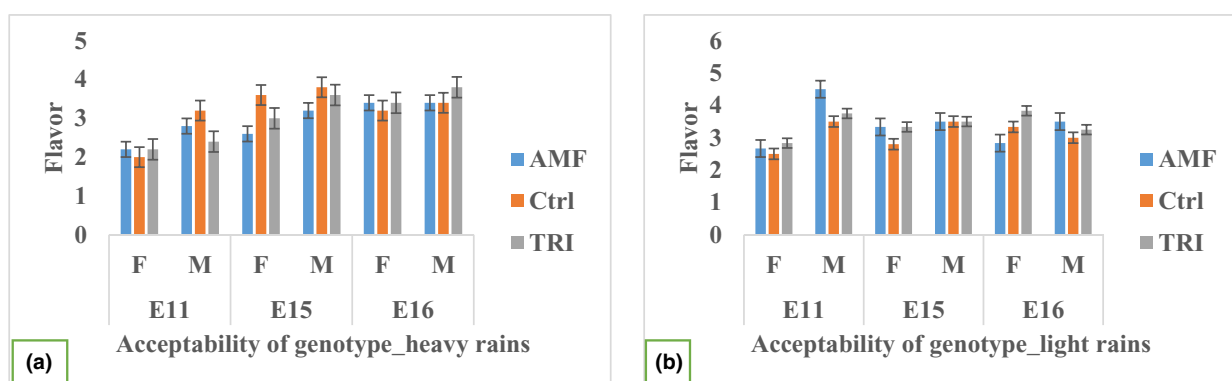 5
4
3
2
1
0
Flavor
F M F M F M
E11 E15 E16
Acceptability of genotype_heavy rains
AMF
Ctrl
TRI
(a)
6
5
4
3
2
1
0
Flavor
F M F M F M
E11 E15 E16
Acceptability of genotype_light rains
AMF
Ctrl
TRI
(b)